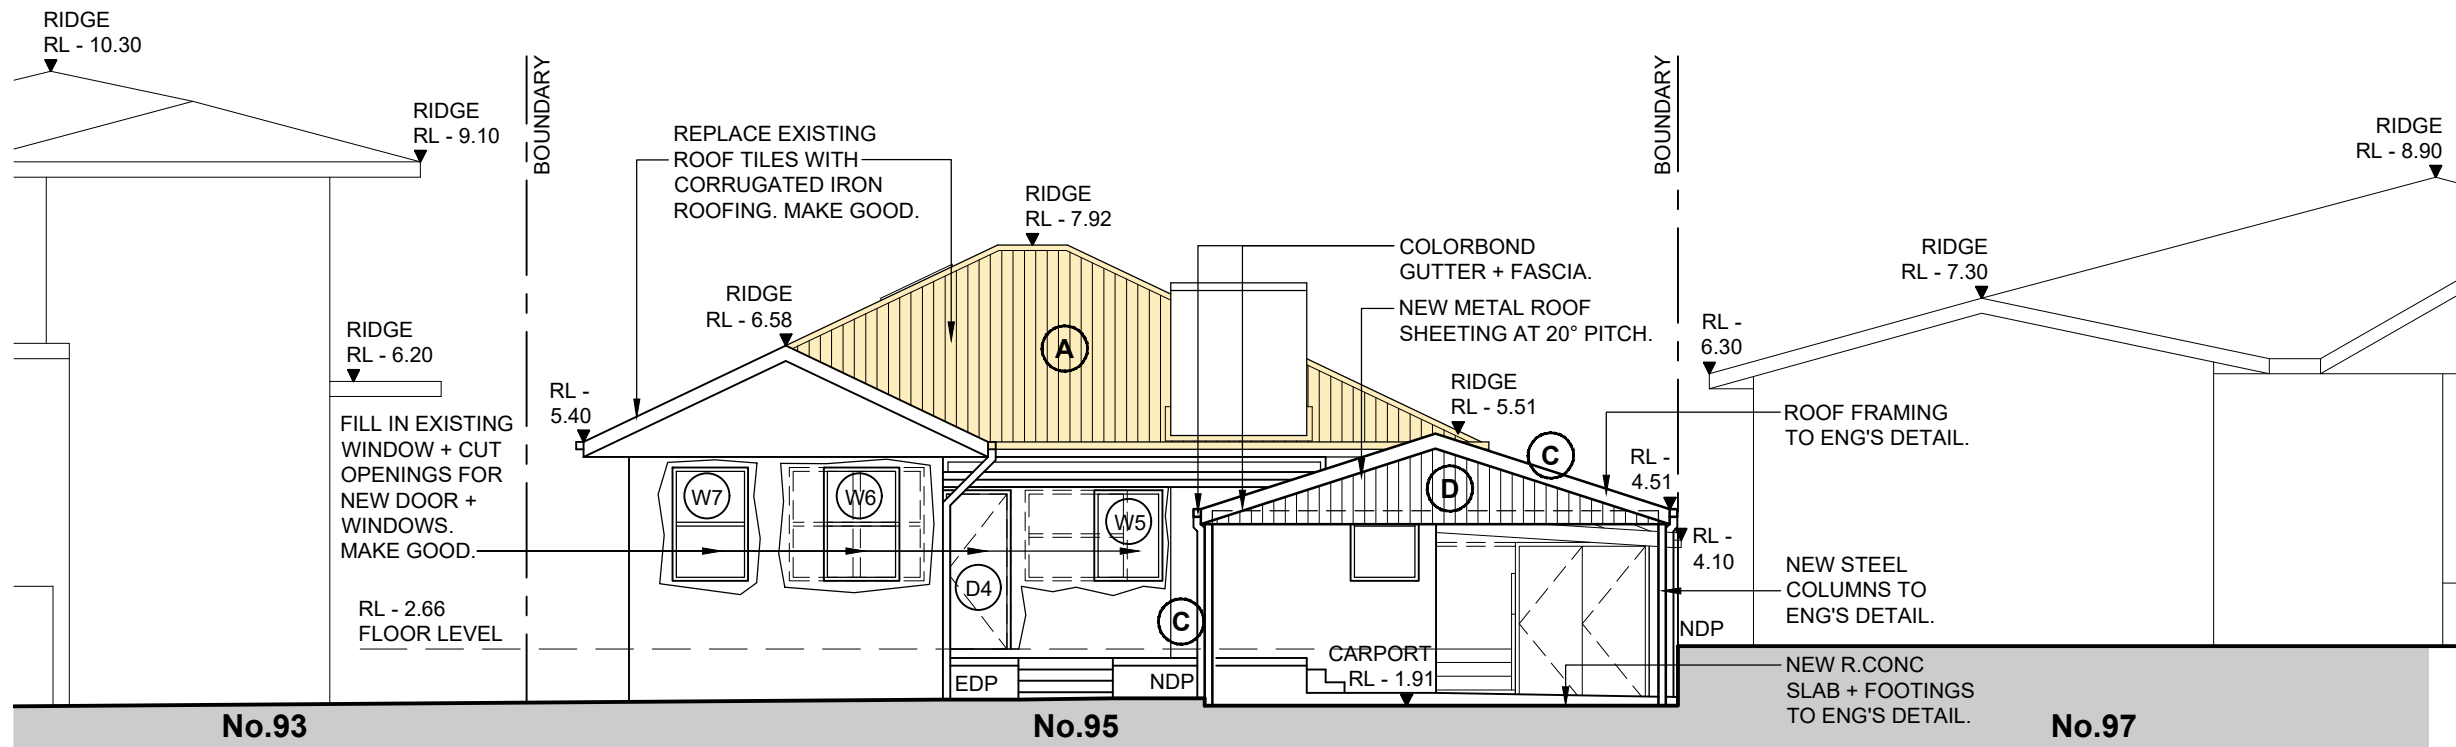 RIDGE
RL - 10.30
RIDGE
RL - 9.10
BOUNDARY
REPLACE EXISTING
ROOF TILES WITH
CORRUGATED IRON
ROOFING. MAKE GOOD.
RIDGE
RL - 7.92
BOUNDARY
RIDGE
RL - 8.90
COLORBOND
GUTTER + FASCIA.
RIDGE
RL - 7.30
RIDGE
RL - 6.58
NEW METAL ROOF
SHEETING AT 20° PITCH.
RIDGE
RL - 6.20
A
RL -
6.30
RL -
5.40
RIDGE
RL - 5.51
FILL IN EXISTING
WINDOW + CUT
OPENINGS FOR
NEW DOOR +
WINDOWS.
MAKE GOOD.
ROOF FRAMING
TO ENG'S DETAIL.
C
RL -
4.51
D
W7
W6
W5
RL -
4.10
NEW STEEL
COLUMNS TO
ENG'S DETAIL.
D4
RL - 2.66
FLOOR LEVEL
C
NDP
CARPORT
RL - 1.91
EDP
NDP
NEW R.CONC
SLAB + FOOTINGS
TO ENG'S DETAIL.
No.93
No.95
No.97